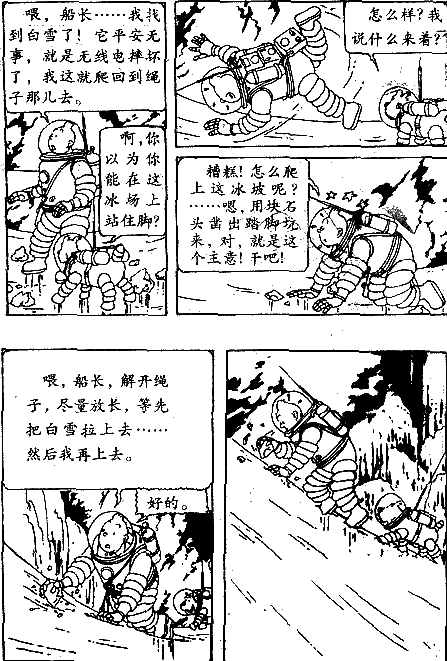 喂，船长……我找
到白雪了！它平安无
事，就是无线电摔坏
了，我这就爬回到绳
子那儿去。
啊，你
以为你
能在这
冰场上
站住脚？
怎么样？我
说什么来着？
糟糕！怎么爬
上这冰坡呢？
……嗯，用块石
头凿出踏脚坑
来，对，就是这
个主意！干吧！
喂，船长，解开绳
子，尽量放长，等先
把白雪拉上去……
然后我再上去。
好的。